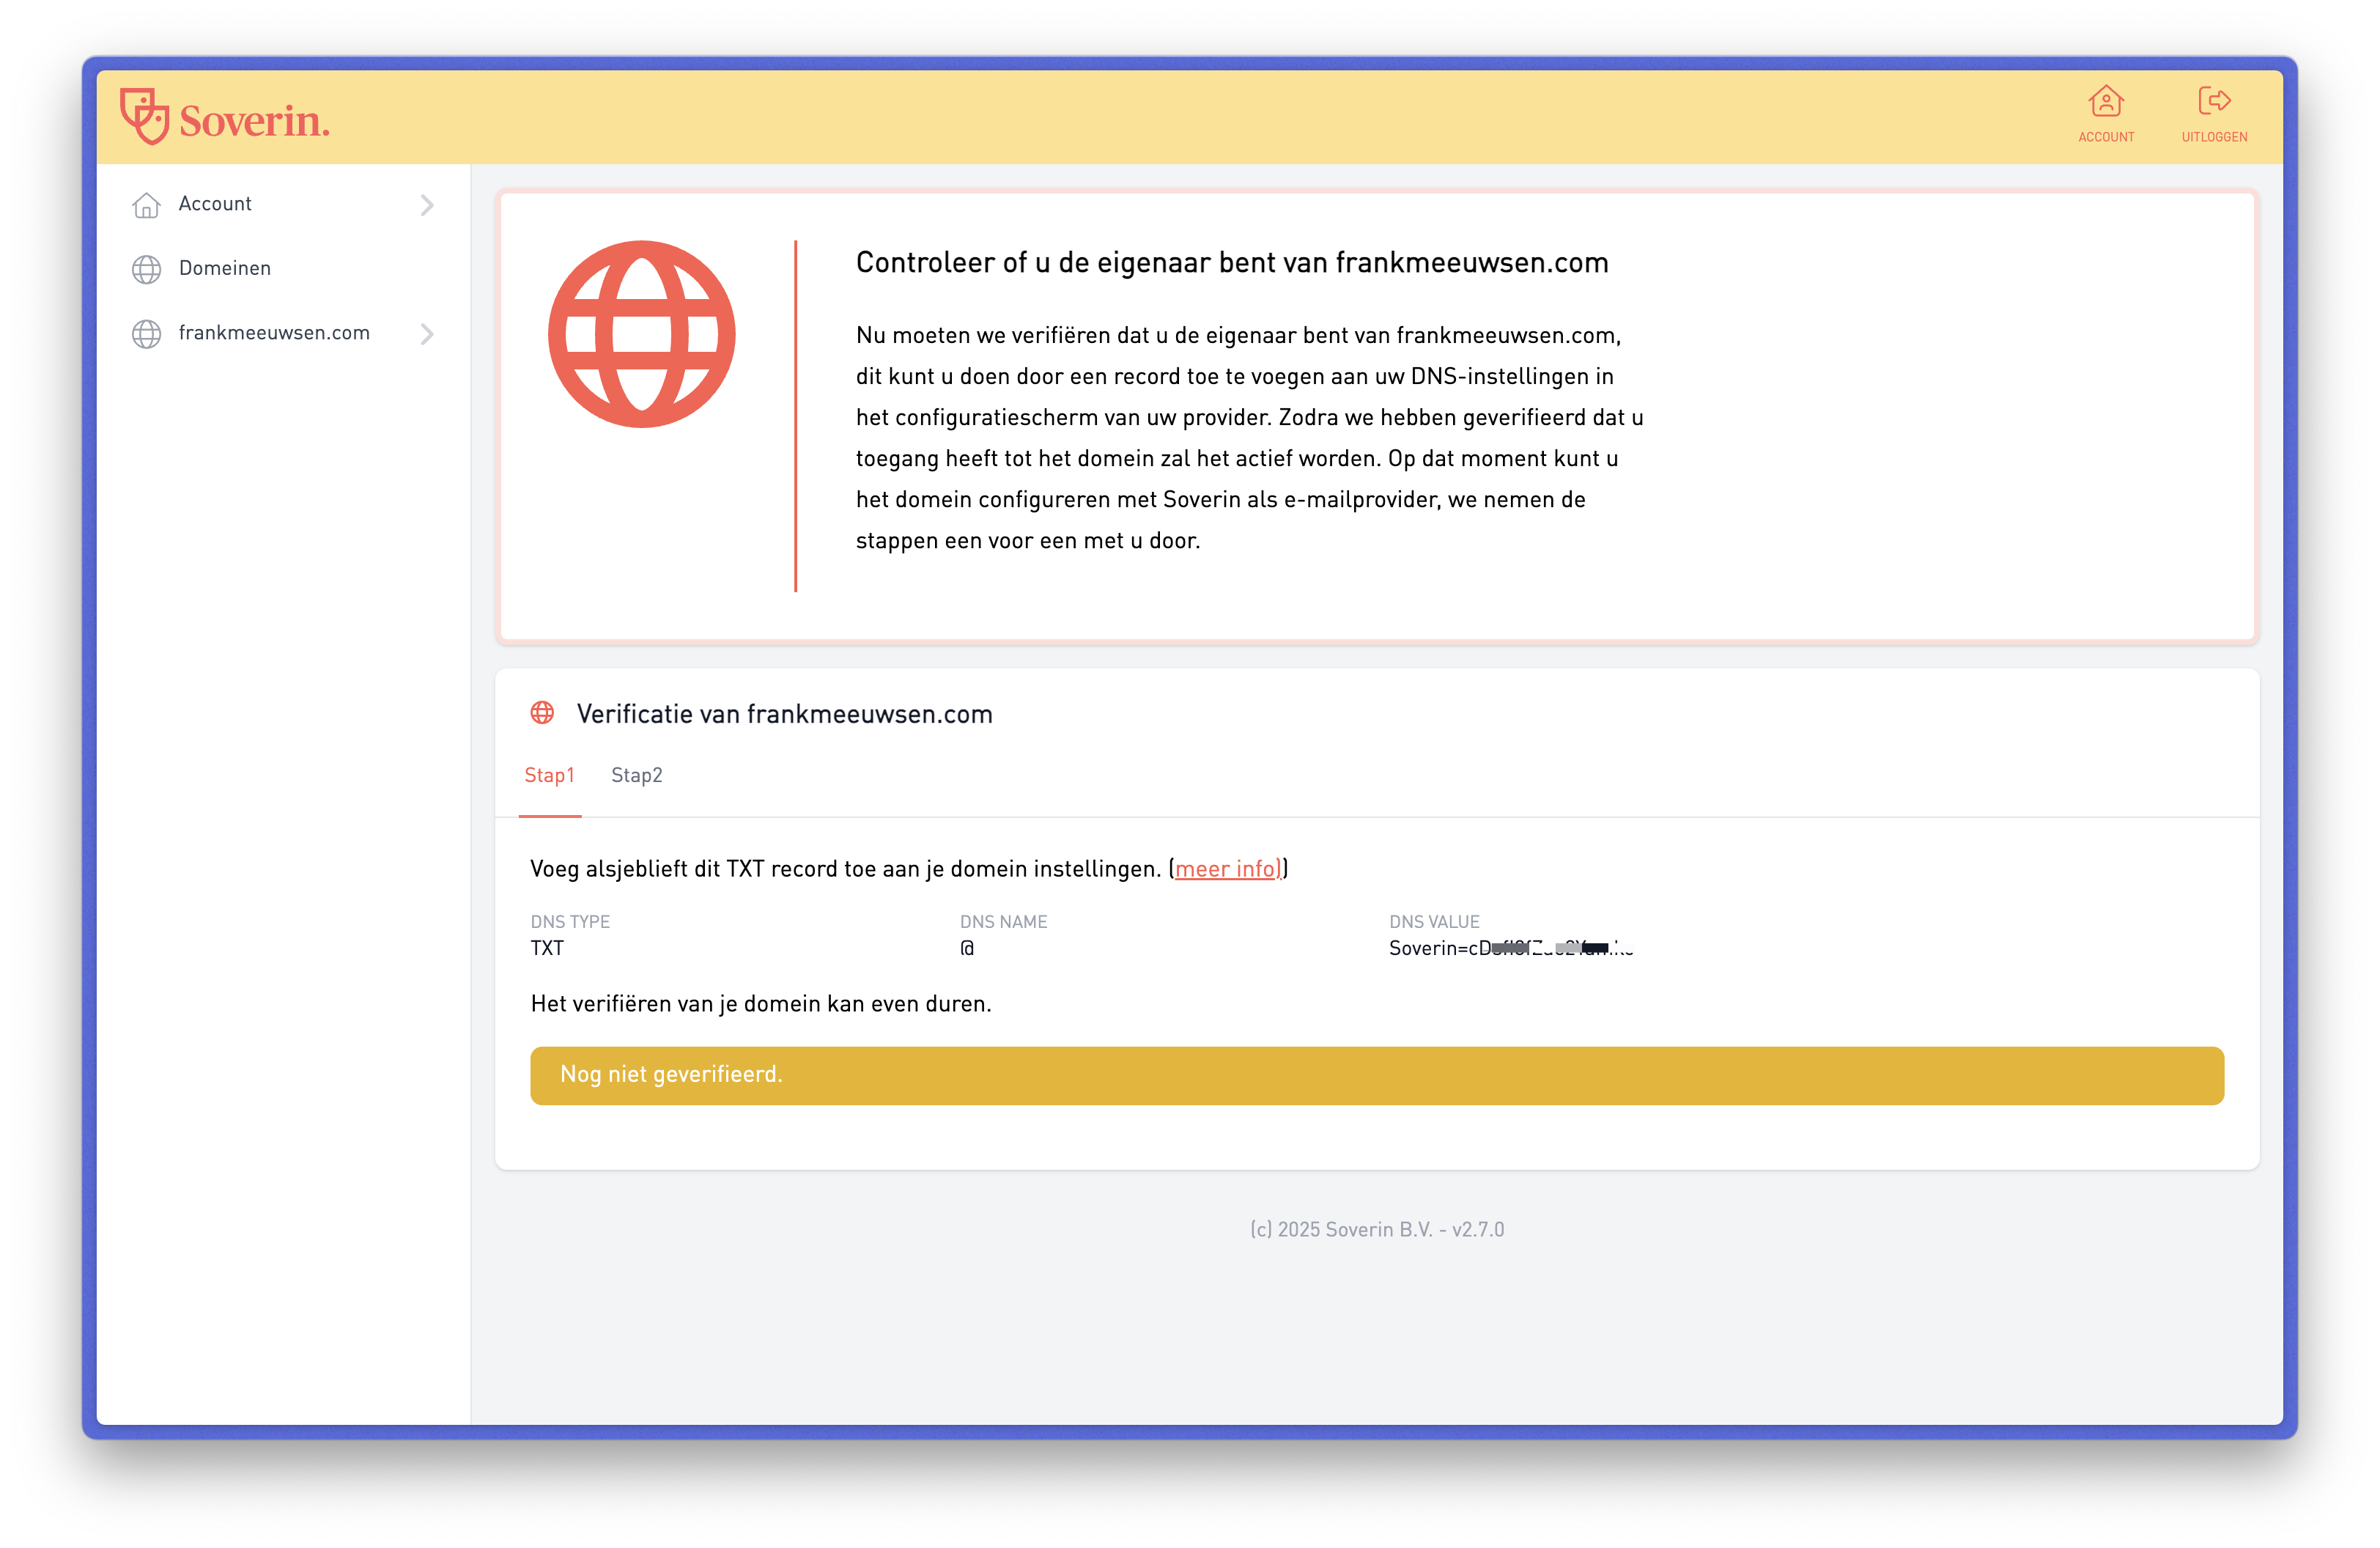 Soverin.
ACCOUNT
UITLOGGEN
Account
Domeinen
frankmeeuwsen.com
Controleer of u de eigenaar bent van frankmeeuwsen.com
Nu moeten we verifiëren dat u de eigenaar bent van frankmeeuwsen.com,
dit kunt u doen door een record toe te voegen aan uw DNS-instellingen in
het configuratiescherm van uw provider. Zodra we hebben geverifieerd dat u
toegang heeft tot het domein zal het actief worden. Op dat moment kunt u
het domein configureren met Soverin als e-mailprovider, we nemen de
stappen een voor een met u door.
Verificatie van frankmeeuwsen.com
Stap1 Stap2
Voeg alsjeblieft dit TXT record toe aan je domein instellingen. (meer info))
DNS TYPE DNS NAME DNS VALUE
TXT @
Het verifiëren van je domein kan even duren.
Nog niet geverifieerd.
(c) 2025 Soverin B.V. - v2.7.0